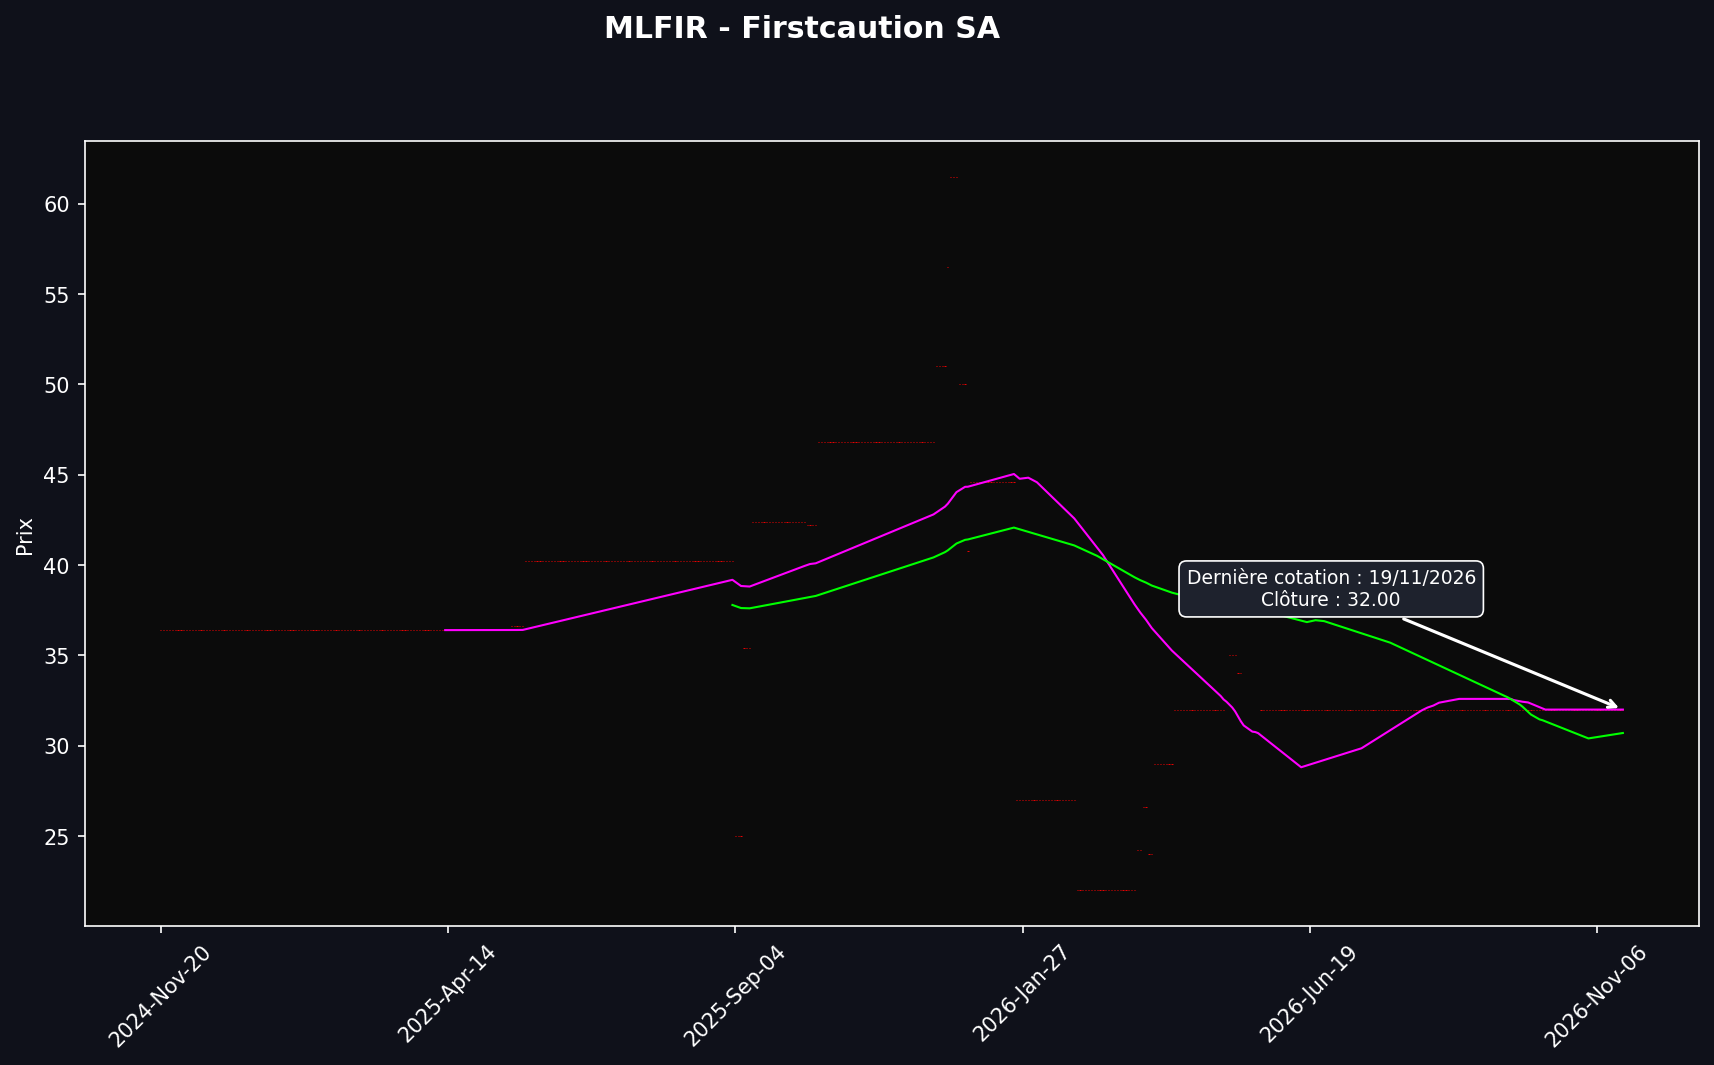 MLFIR - Firstcaution SA
Prix
60
55
50
45
40
35
30
25
Dernière cotation : 19/11/2026
Clôture : 32.00
2024-Nov-20
2025-Apr-14
2025-Sep-04
2026-Jan-27
2026-Jun-19
2026-Nov-06